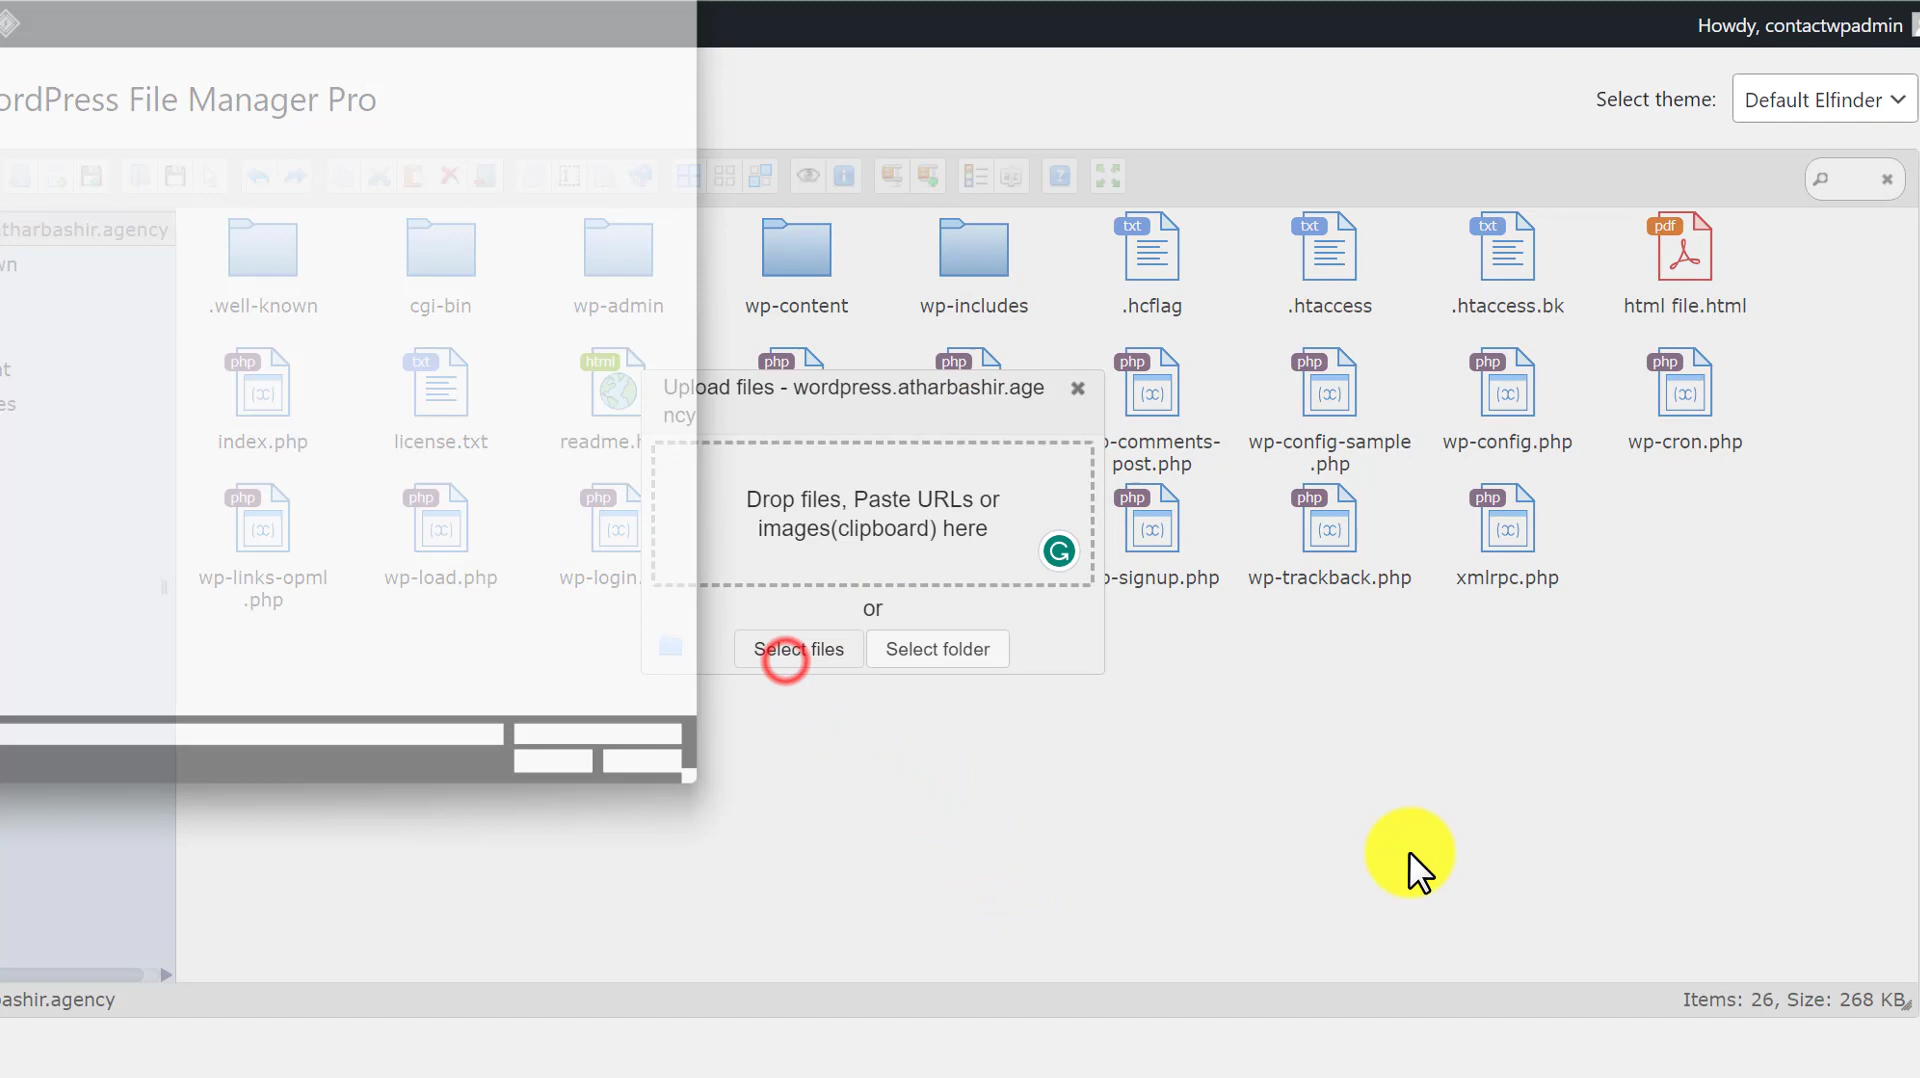 Howdy, contactwpadmin
ordPress File Manager Pro
Select theme:
Default Elfinder
tharbashir.agency
wn
nt
es
.well-known
cgi-bin
wp-admin
wp-content
wp-includes
txt
.hcflag
txt
.htaccess
txt
.htaccess.bk
pdf
html file.html
php
index.php
txt
license.txt
html
readme.h
php
php
php
p-comments-
post.php
php
wp-config-sample
.php
php
wp-config.php
php
wp-cron.php
Upload files - wordpress.atharbashir.age
ncy
Drop files, Paste URLs or
images(clipboard) here
or
Select files
Select folder
php
wp-links-opml
.php
php
wp-load.php
php
wp-login.
php
p-signup.php
php
wp-trackback.php
php
xmlrpc.php
bashir.agency
Items: 26, Size: 268 KB